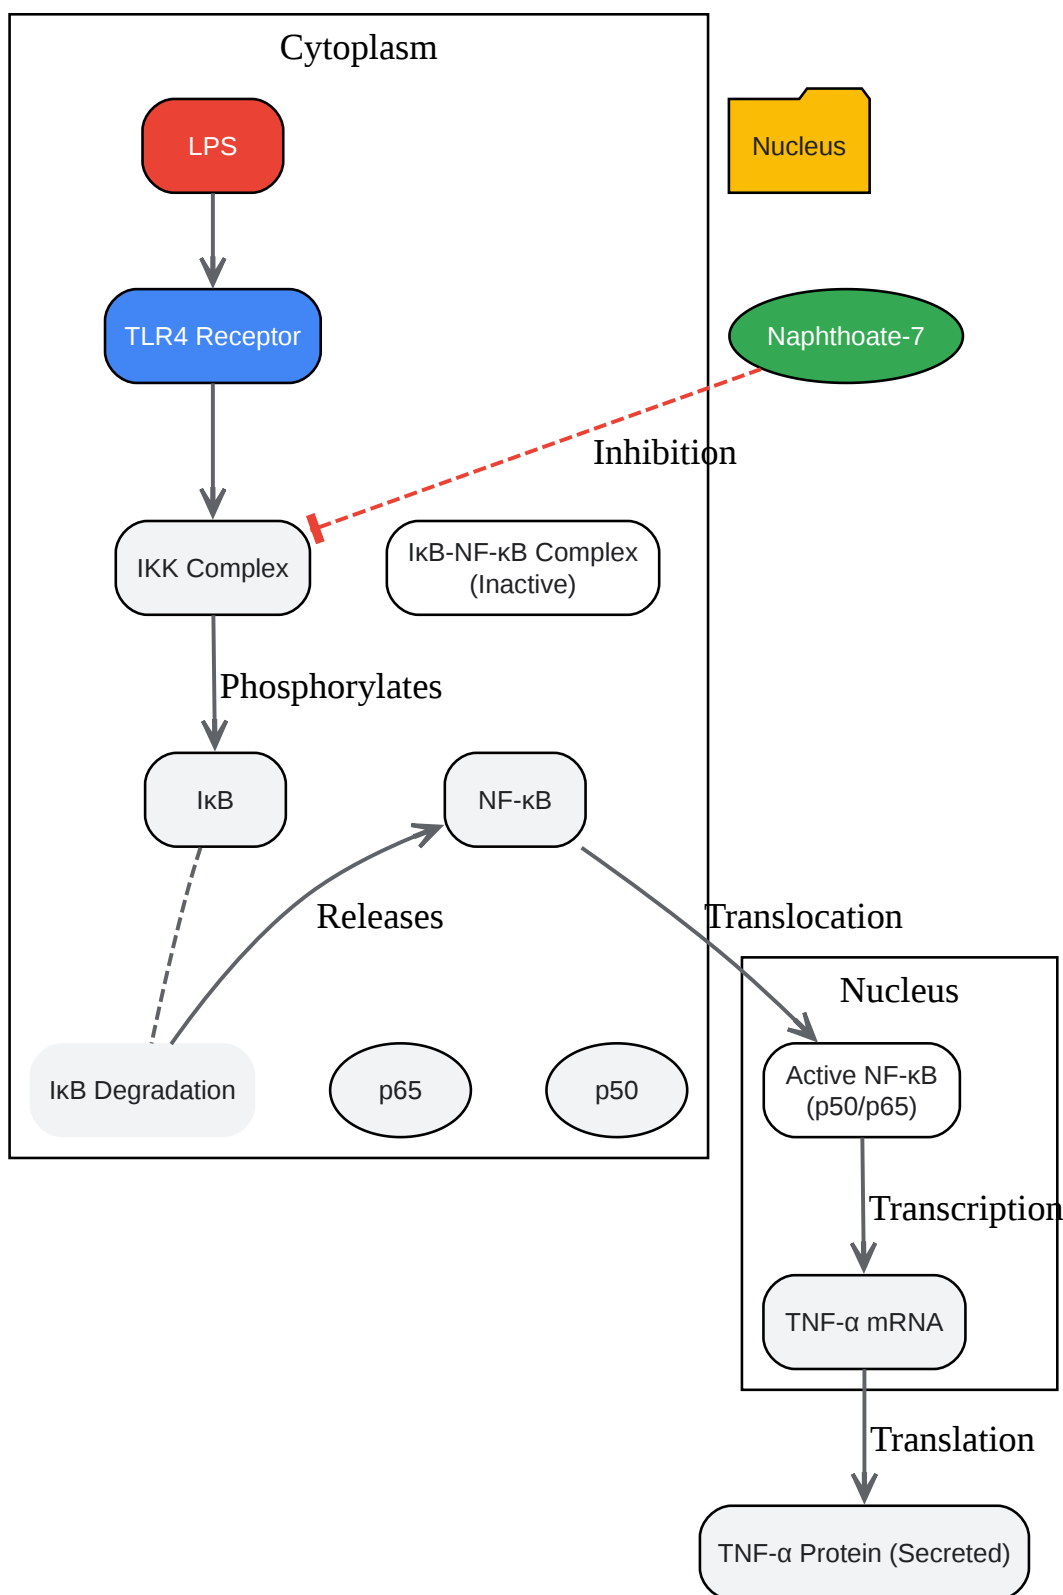 Cytoplasm
LPS
Nucleus
TLR4 Receptor
Naphthoate-7
Inhibition
IKK Complex
IκB-NF-κB Complex
(Inactive)
Phosphorylates
IκB
NF-κB
Releases
Translocation
Nucleus
IκB Degradation
p65
p50
Active NF-κB
(p50/p65)
Transcription
TNF-α mRNA
Translation
TNF-α Protein (Secreted)